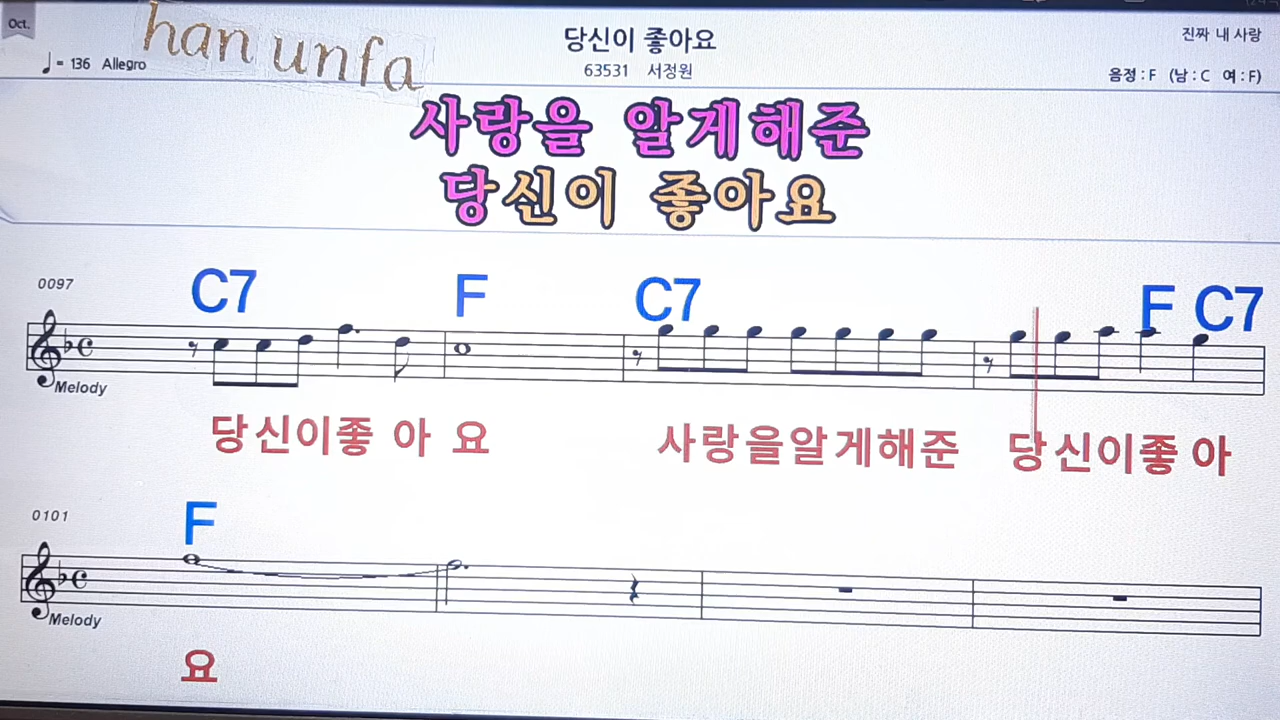 Oct.
han unfa
당신이 좋아요
진짜 내 사랑
♩= 136 Allegro
63531 서정원
음정 : F (남 : C 여 : F)
사랑을 알게해준
당신이 좋아요
0097
C7 F C7 F C7
Melody
당신이좋 아 요 사랑을알게해준 당신이좋 아
0101
F
Melody
요